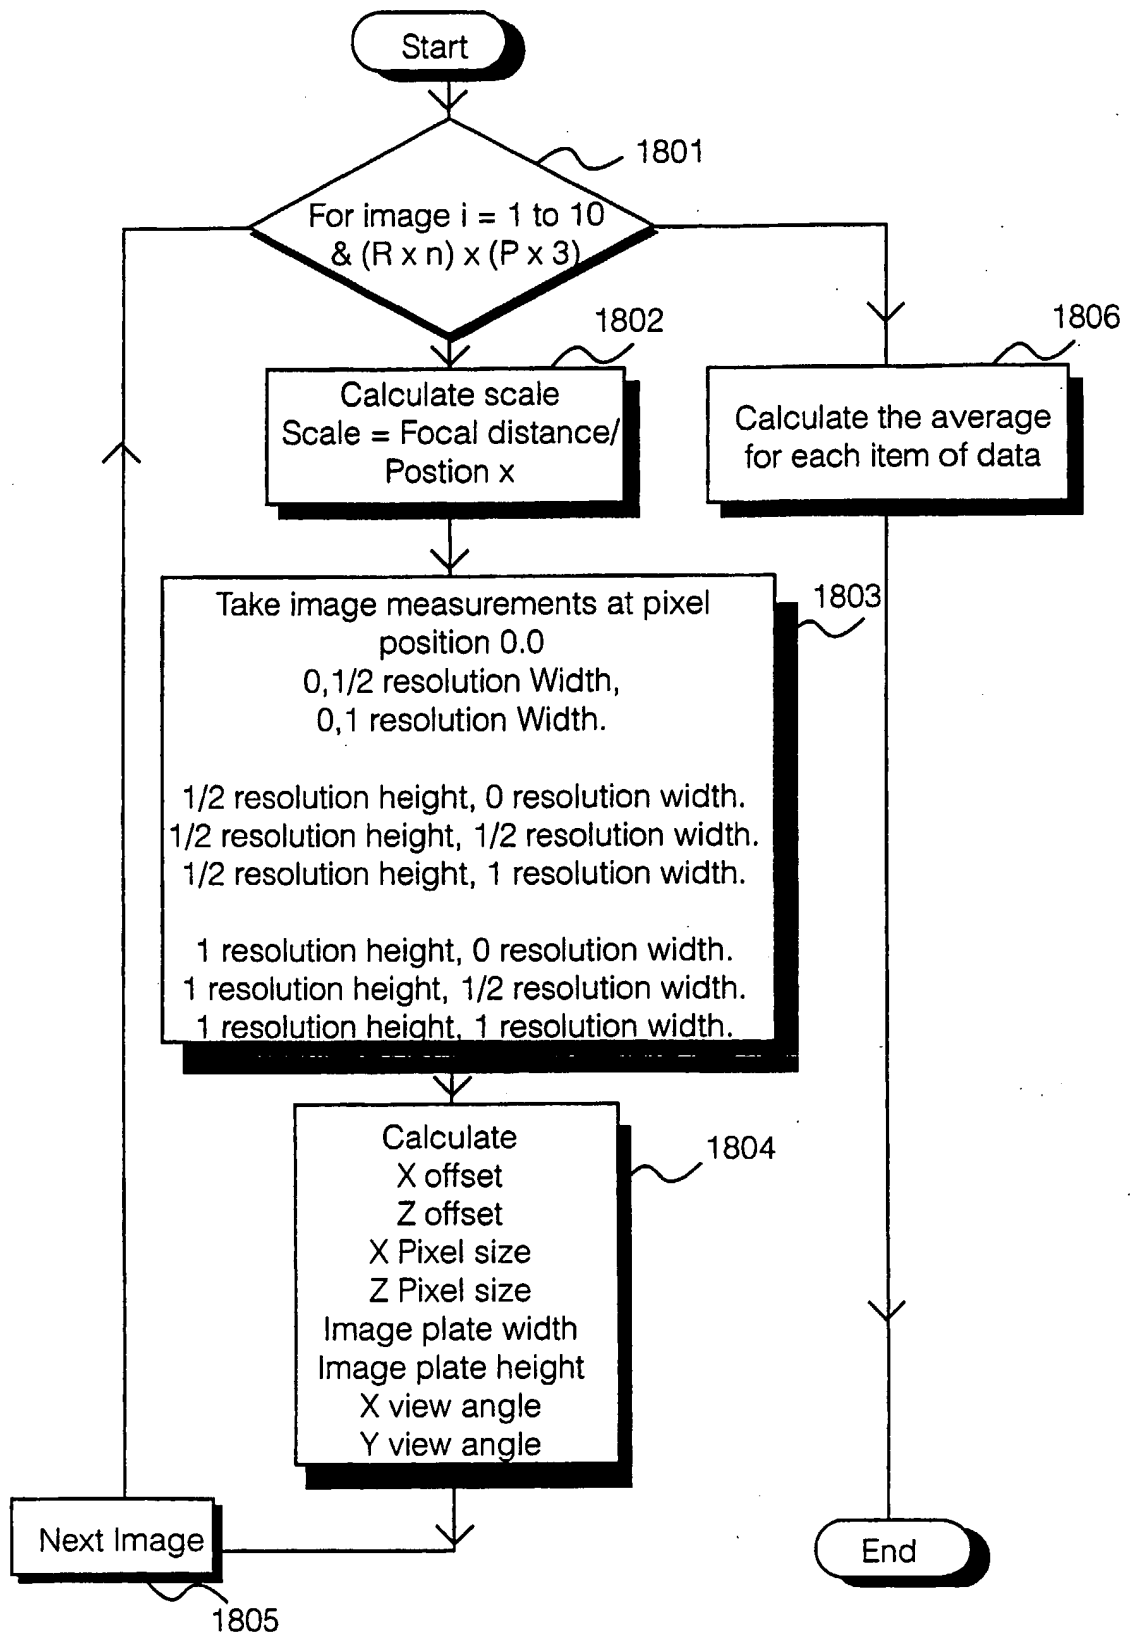 Start
1801
For image i = 1 to 10
& (R x n) x (P x 3)
1802
Calculate scale
Scale = Focal distance/
Postion x
1806
Calculate the average
for each item of data
1803
Take image measurements at pixel
position 0.0
0,1/2 resolution Width,
0,1 resolution Width.
1/2 resolution height, 0 resolution width.
1/2 resolution height, 1/2 resolution width.
1/2 resolution height, 1 resolution width.
1 resolution height, 0 resolution width.
1 resolution height, 1/2 resolution width.
1 resolution height, 1 resolution width.
1804
Calculate
X offset
Z offset
X Pixel size
Z Pixel size
Image plate width
Image plate height
X view angle
Y view angle
Next Image
1805
End